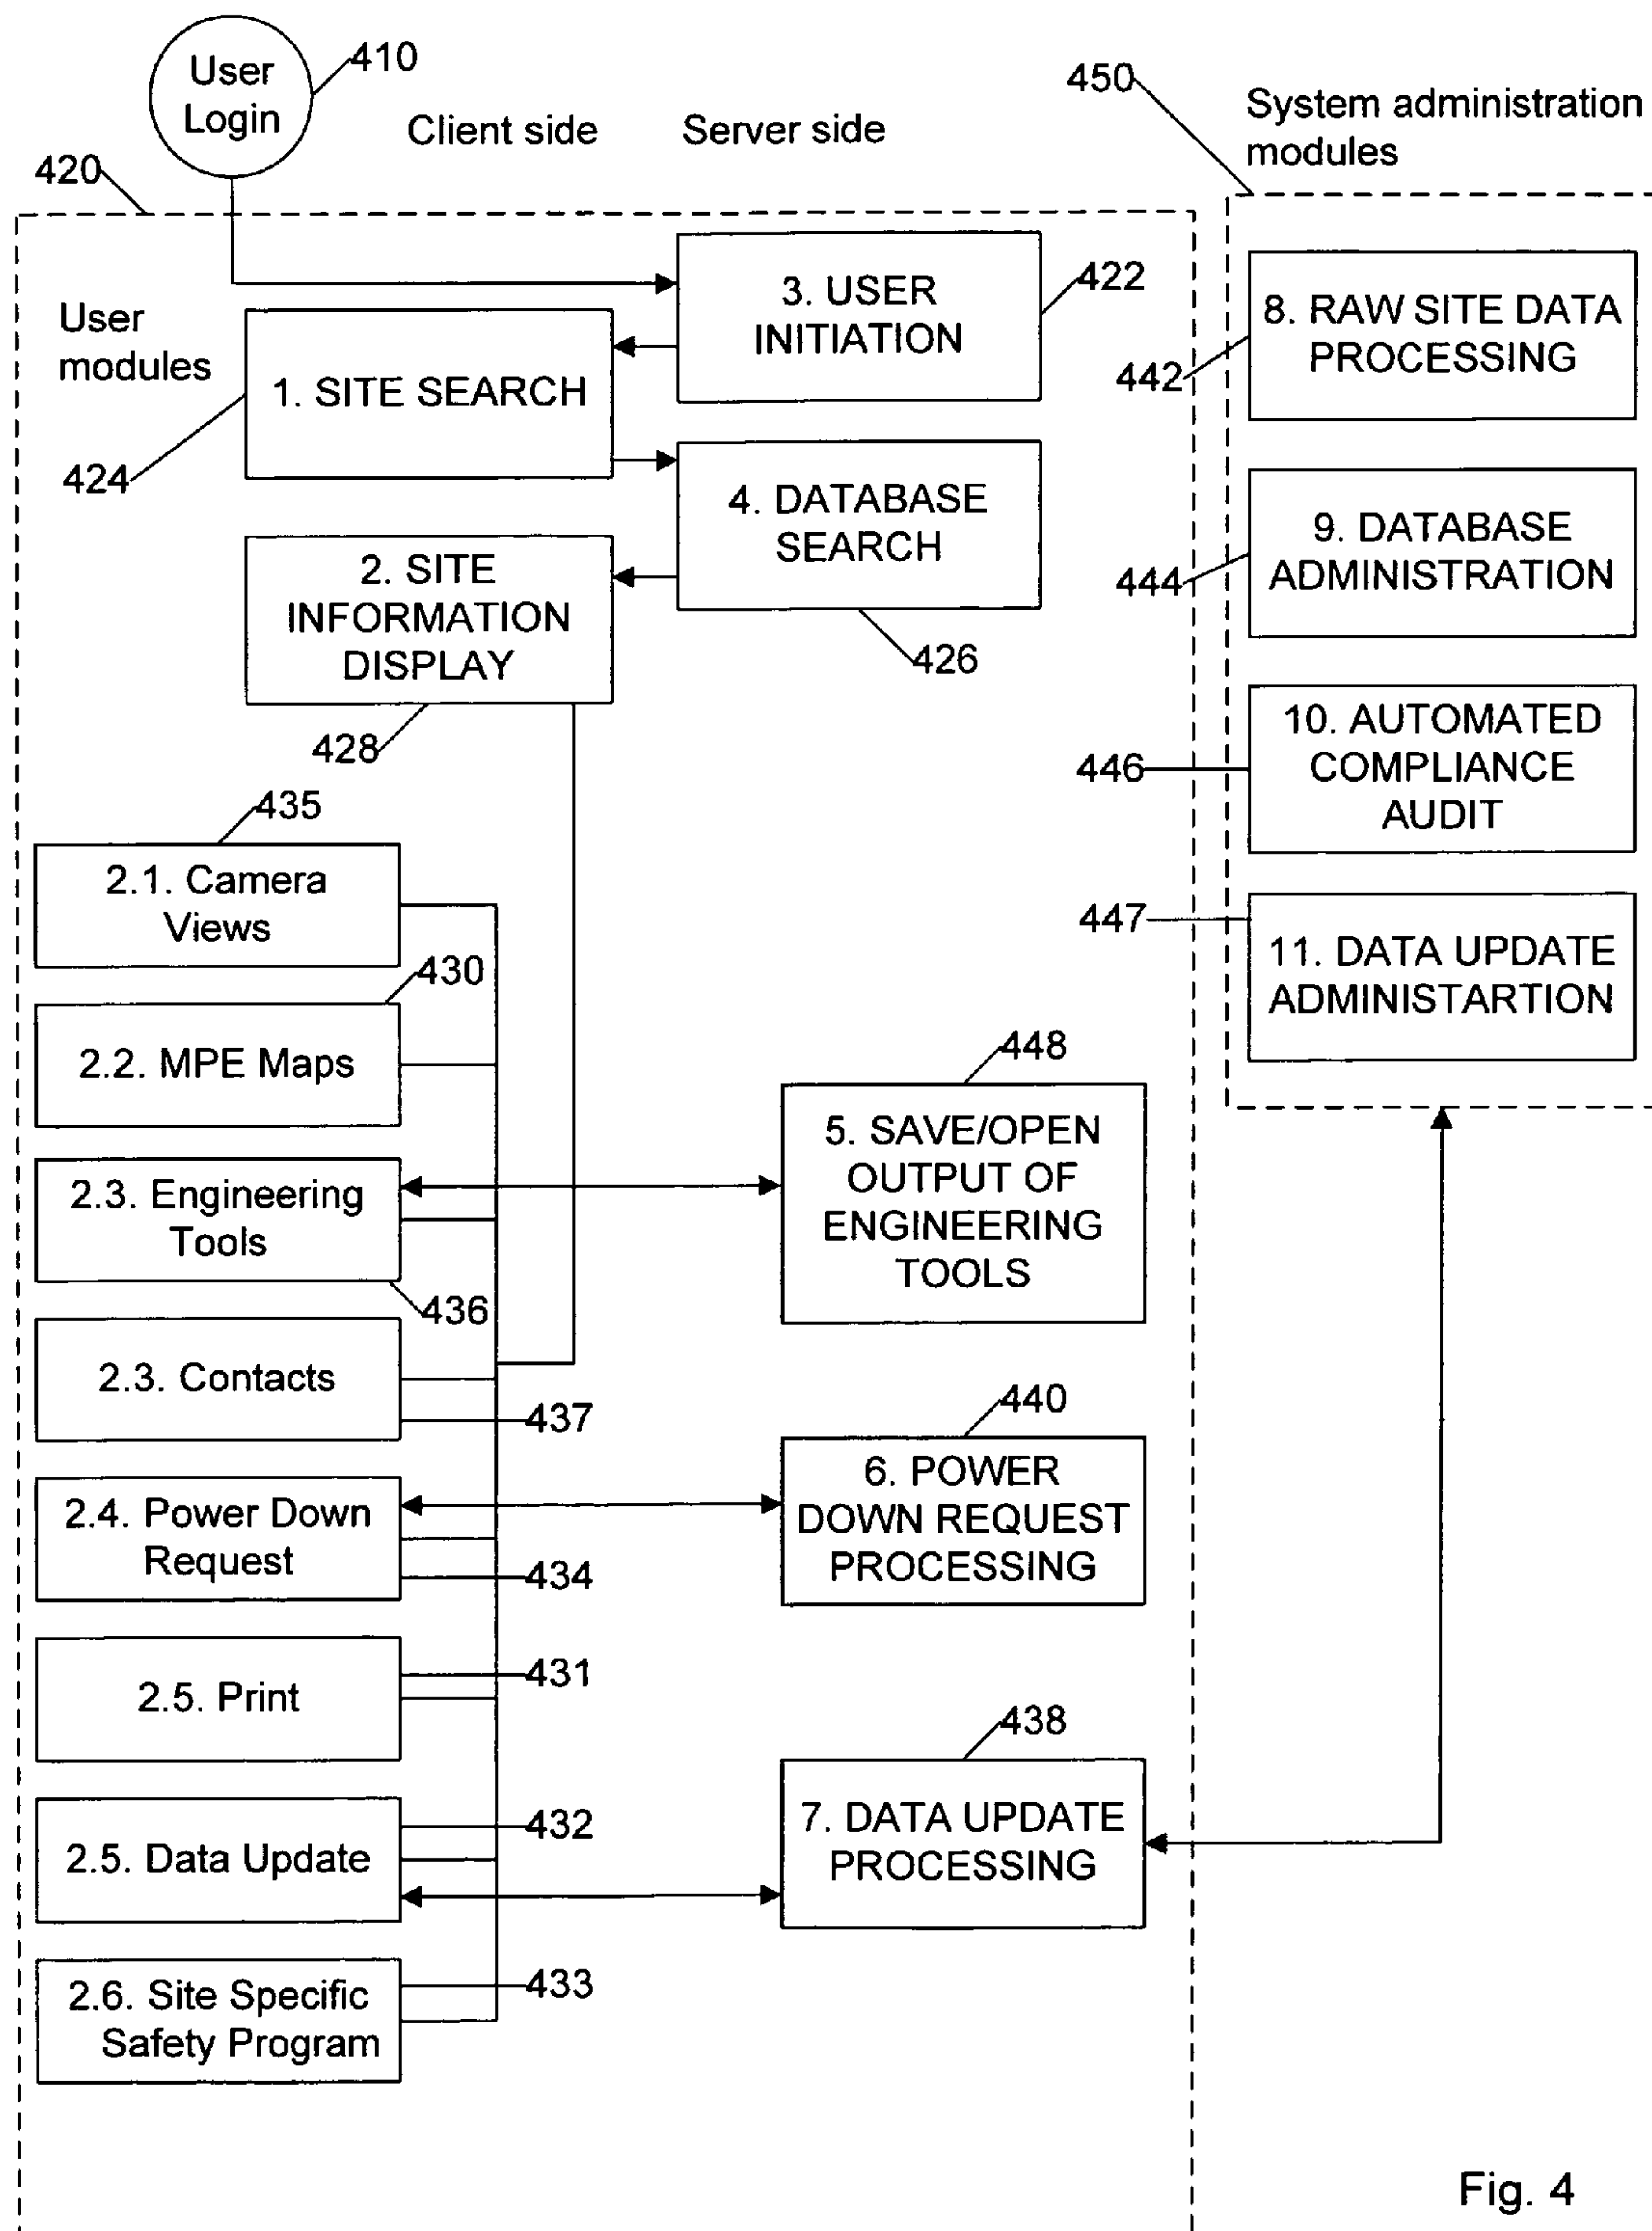 User
Login
410
Client side
Server side
450
System administration
modules
420
User
modules
3. USER
INITIATION
422
1. SITE SEARCH
424
4. DATABASE
SEARCH
426
2. SITE
INFORMATION
DISPLAY
428
8. RAW SITE DATA
PROCESSING
442
9. DATABASE
ADMINISTRATION
444
10. AUTOMATED
COMPLIANCE
AUDIT
446
11. DATA UPDATE
ADMINISTARTION
447
435
2.1. Camera
Views
430
2.2. MPE Maps
2.3. Engineering
Tools
436
448
5. SAVE/OPEN
OUTPUT OF
ENGINEERING
TOOLS
2.3. Contacts
437
2.4. Power Down
Request
434
440
6. POWER
DOWN REQUEST
PROCESSING
2.5. Print
431
2.5. Data Update
432
438
7. DATA UPDATE
PROCESSING
2.6. Site Specific
Safety Program
433
Fig. 4